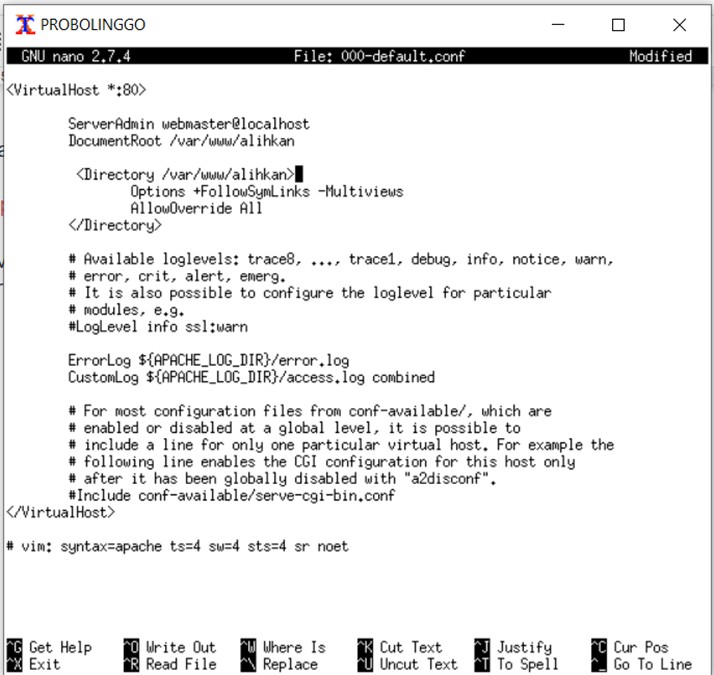 PROBOLINGGO
GNU nano 2.7.4 File: 000-default.conf Modified
<VirtualHost *:80>
ServerAdmin webmaster@localhost
DocumentRoot /var/www/alihkan
<Directory /var/www/alihkan>
Options +FollowSymLinks -Multiviews
AllowOverride All
</Directory>
# Available loglevels: trace8, ..., trace1, debug, info, notice, warn,
# error, crit, alert, emerg.
# It is also possible to configure the loglevel for particular
# modules, e.g.
#LogLevel info ssl:warn
ErrorLog ${APACHE_LOG_DIR}/error.log
CustomLog ${APACHE_LOG_DIR}/access.log combined
# For most configuration files from conf-available/, which are
# enabled or disabled at a global level, it is possible to
# include a line for only one particular virtual host. For example the
# following line enables the CGI configuration for this host only
# after it has been globally disabled with "a2disconf".
#Include conf-available/serve-cgi-bin.conf
</VirtualHost>
# vim: syntax=apache ts=4 sw=4 sts=4 sr noet
^G Get Help ^O Write Out ^W Where Is ^K Cut Text ^J Justify ^C Cur Pos
^X Exit ^R Read File ^\ Replace ^U Uncut Text ^T To Spell ^_ Go To Line